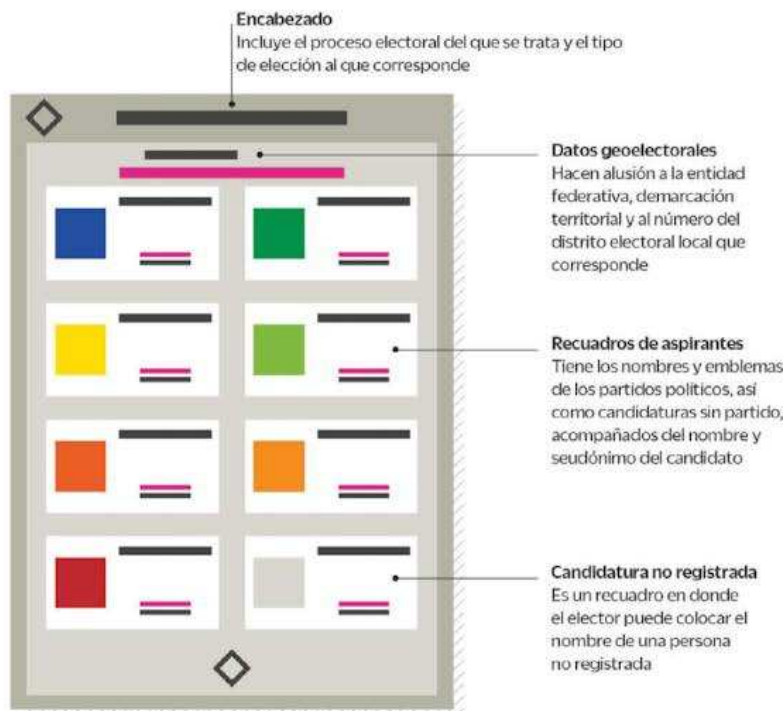 Encabezado
Incluye el proceso electoral del que se trata y el tipo
de elección al que corresponde
Datos geoelectorales
Hacen alusión a la entidad
federativa, demarcación
territorial y al número del
distrito electoral local que
corresponde
Recuadros de aspirantes
Tiene los nombres y emblemas
de los partidos políticos, así
como candidaturas sin partido,
acompañados del nombre y
seudónimo del candidato
Candidatura no registrada
Es un recuadro en donde
el elector puede colocar el
nombre de una persona
no registrada